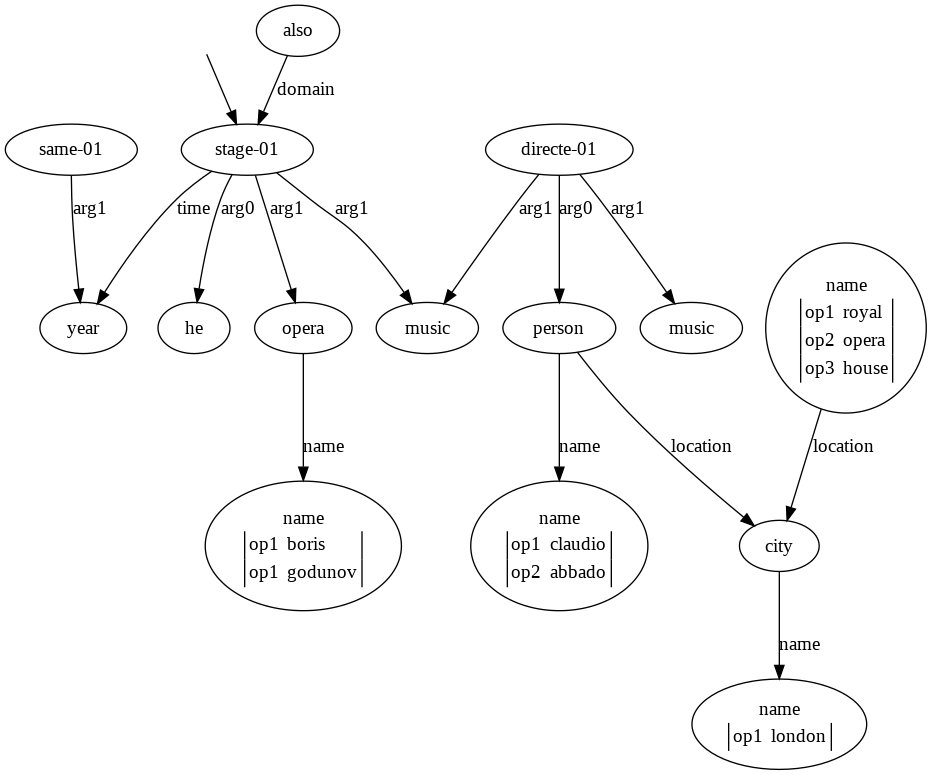 also
domain
same-01
stage-01
directe-01
arg1
time
arg0
arg1
arg1
arg1
arg0
arg1
year
he
opera
music
person
music
name
op1 royal
op2 opera
op3 house
name
name
location
location
name
op1 boris
op1 godunov
name
op1 claudio
op2 abbado
city
name
name
op1 london